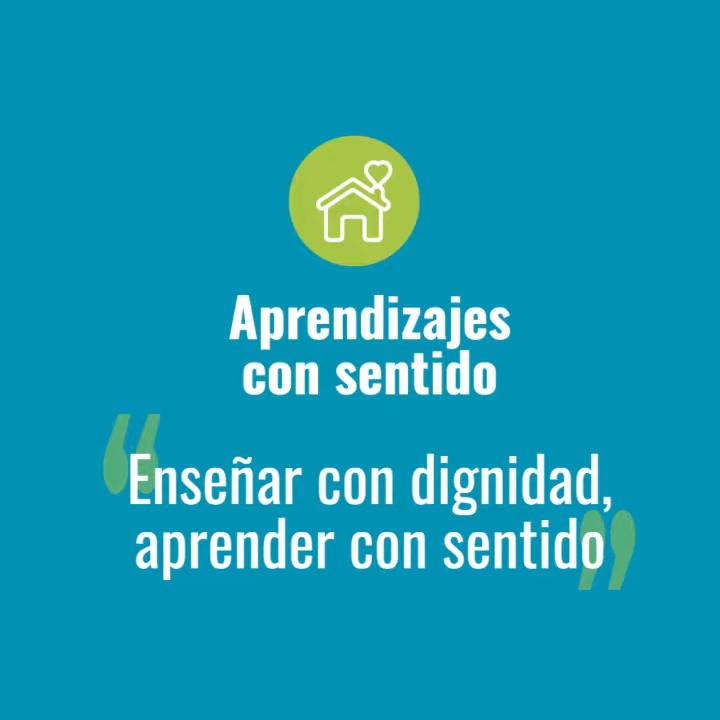 Aprendizajes
con sentido
“Enseñar con dignidad,
aprender con sentido”